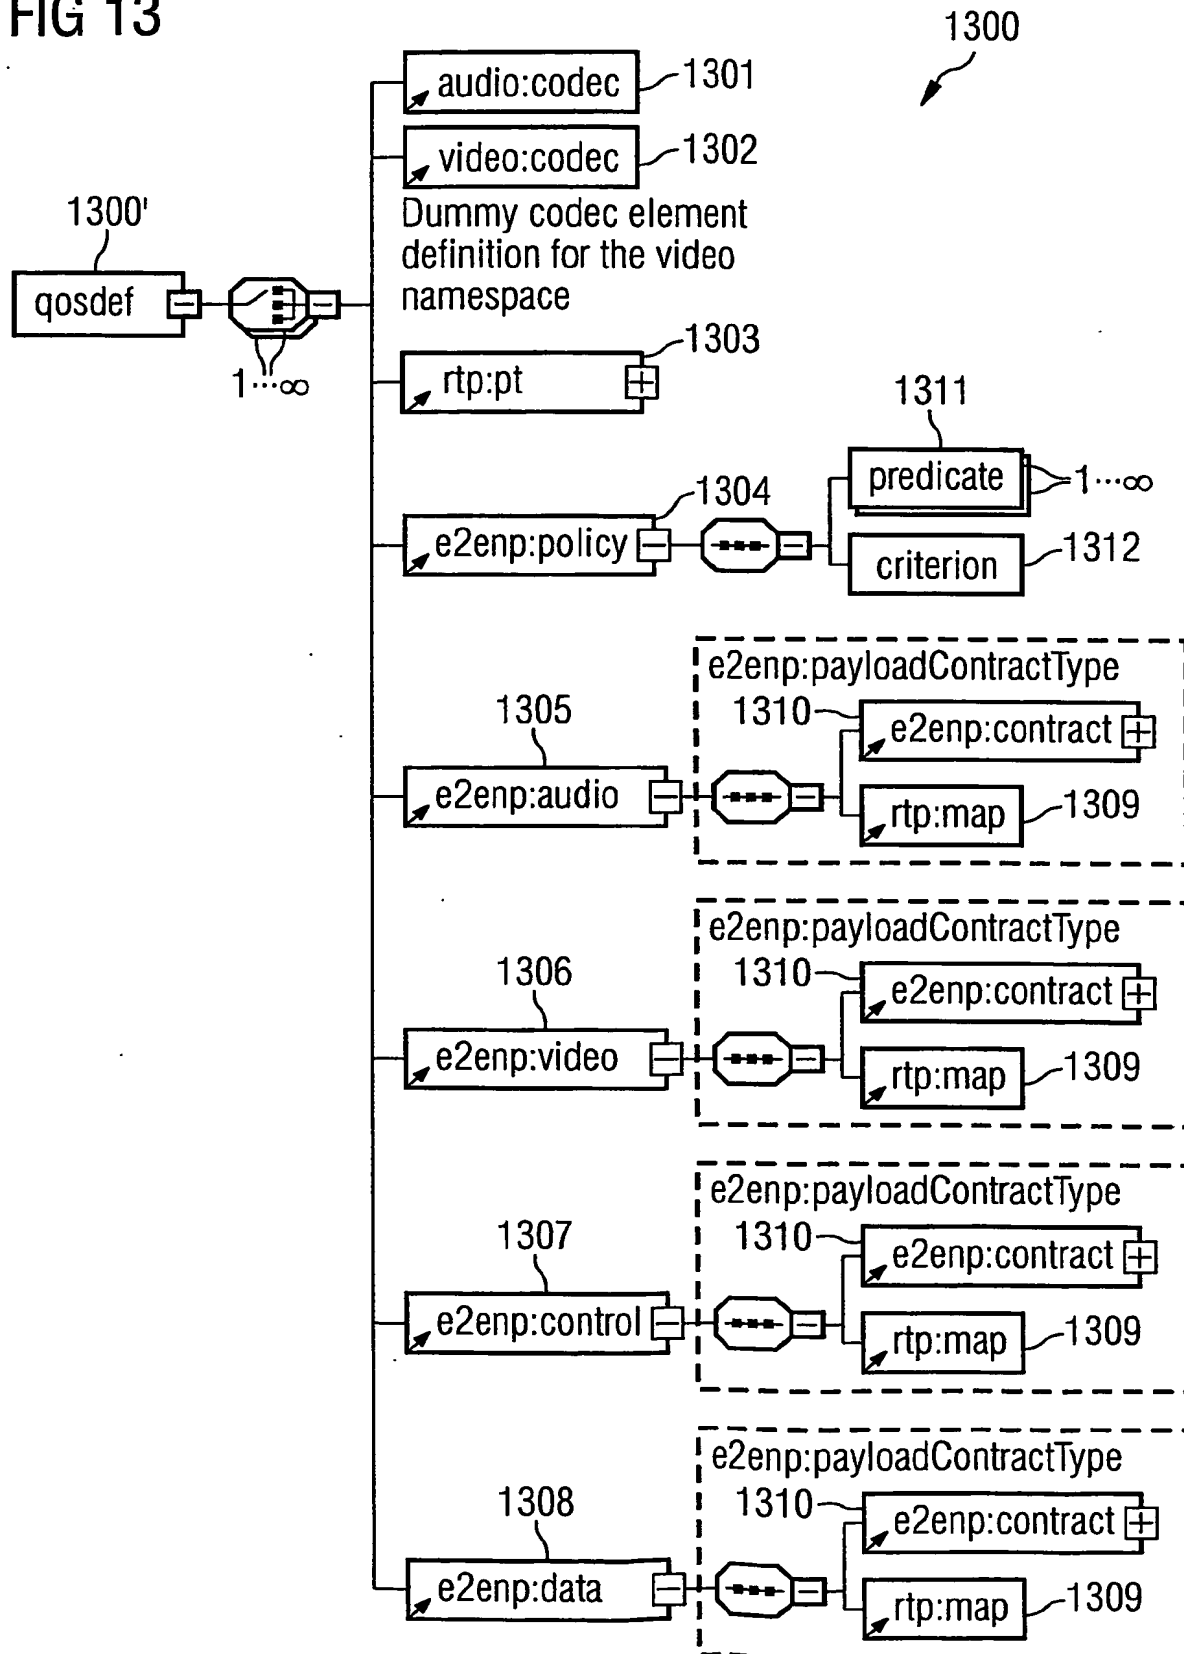 FIG 13
1300
audio:codec
1301
video:codec
1302
Dummy codec element
definition for the video
namespace
1300'
qosdef
1···∞
rtp:pt
1303
1311
predicate
1···∞
1304
e2enp:policy
criterion
1312
e2enp:payloadContractType
1305
1310
e2enp:contract
e2enp:audio
rtp:map
1309
e2enp:payloadContractType
1306
1310
e2enp:contract
e2enp:video
rtp:map
1309
e2enp:payloadContractType
1307
1310
e2enp:contract
e2enp:control
rtp:map
1309
e2enp:payloadContractType
1308
1310
e2enp:contract
e2enp:data
rtp:map
1309